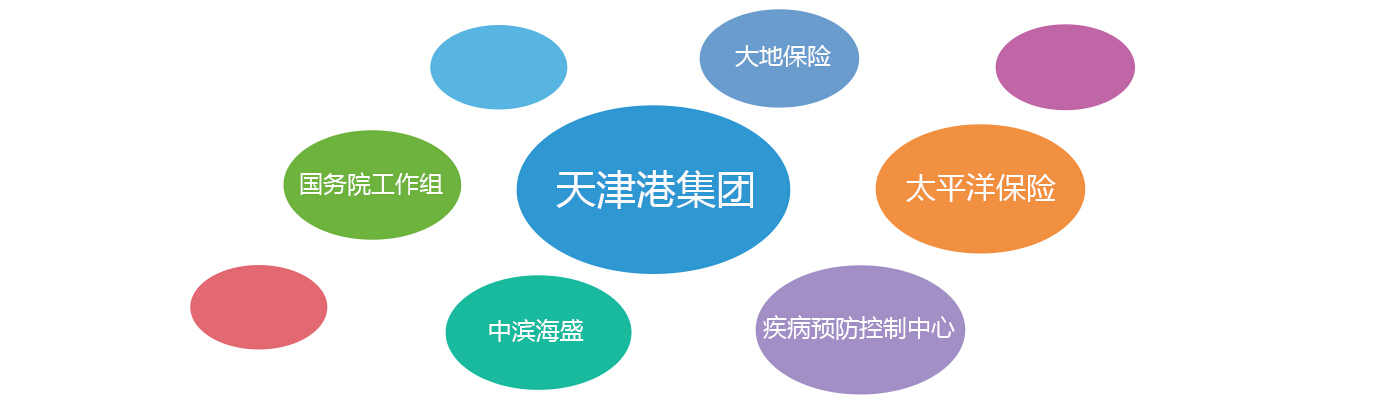 大地保险
国务院工作组
天津港集团
太平洋保险
中滨海盛
疾病预防控制中心